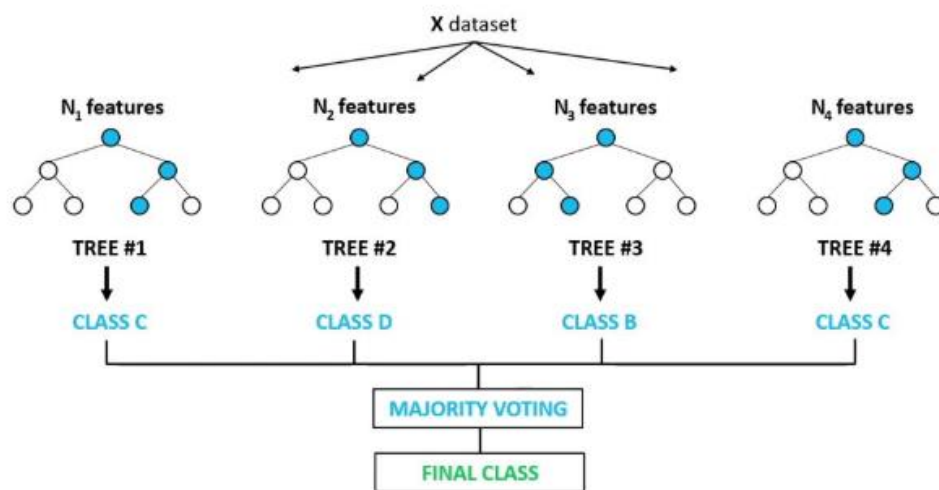 X dataset
N₁ features N₂ features N₃ features N₄ features
TREE #1 TREE #2 TREE #3 TREE #4
CLASS C CLASS D CLASS B CLASS C
MAJORITY VOTING
FINAL CLASS